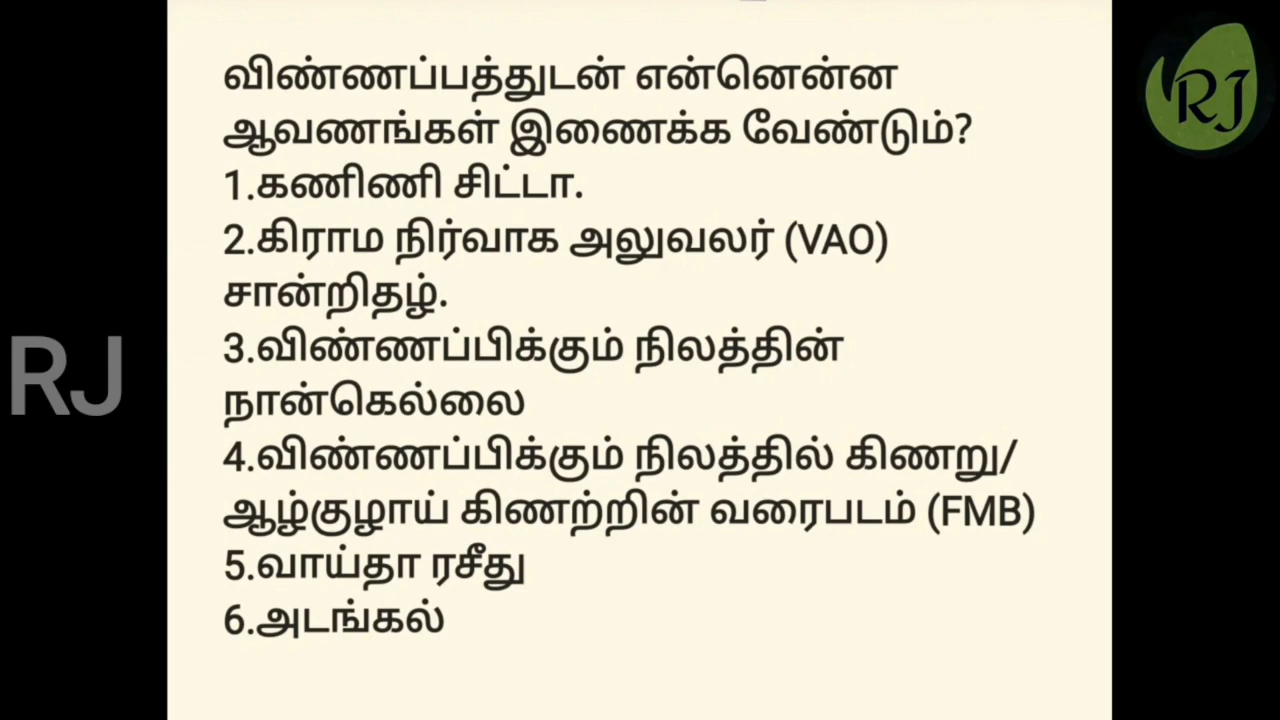 விண்ணப்பத்துடன் என்னென்ன
ஆவணங்கள் இணைக்க வேண்டும்?
1.கணிணி சிட்டா.
2.கிராம நிர்வாக அலுவலர் (VAO)
சான்றிதழ்.
3.விண்ணப்பிக்கும் நிலத்தின்
நான்கெல்லை
4.விண்ணப்பிக்கும் நிலத்தில் கிணறு/
ஆழ்குழாய் கிணற்றின் வரைபடம் (FMB)
5.வாய்தா ரசீது
6.அடங்கல்
RJ
RJ